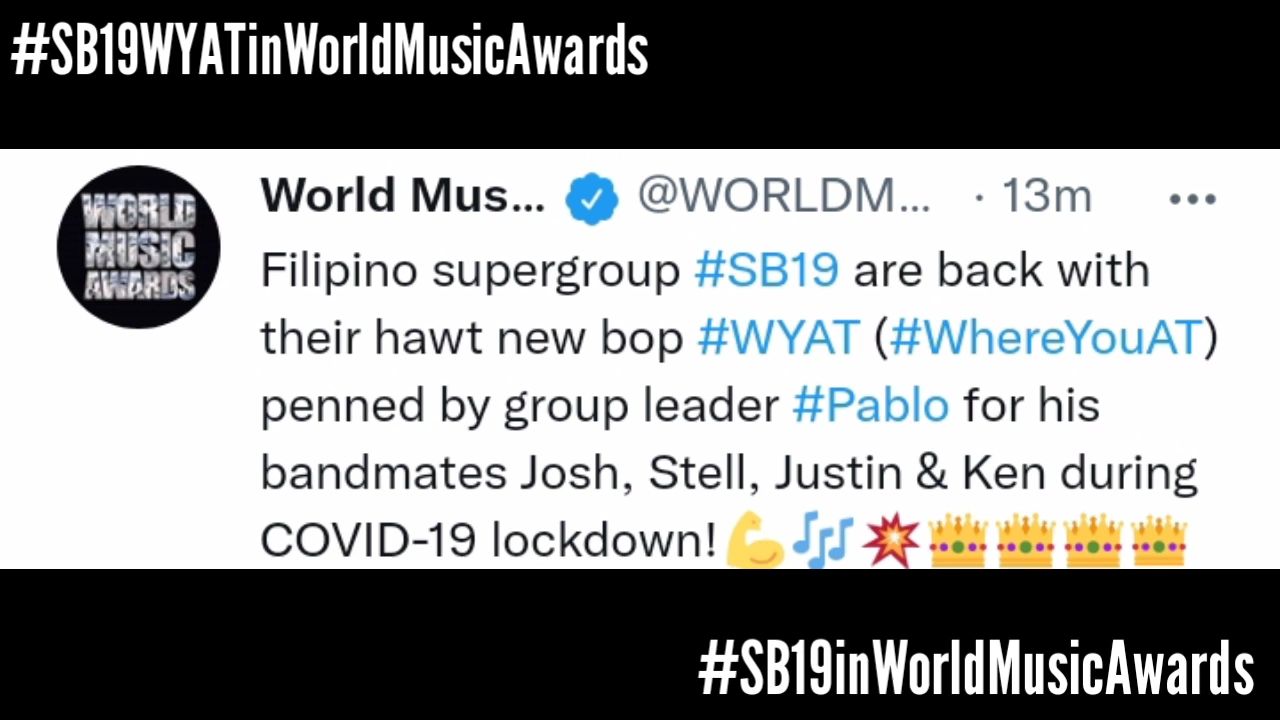 #SB19WYATinWorldMusicAwards
WORLD
MUSIC
AWARDS
World Mus... @WORLDM... · 13m
Filipino supergroup #SB19 are back with
their hawt new bop #WYAT (#WhereYouAT)
penned by group leader #Pablo for his
bandmates Josh, Stell, Justin & Ken during
COVID-19 lockdown!💪🎶💥👑👑👑👑
#SB19inWorldMusicAwards